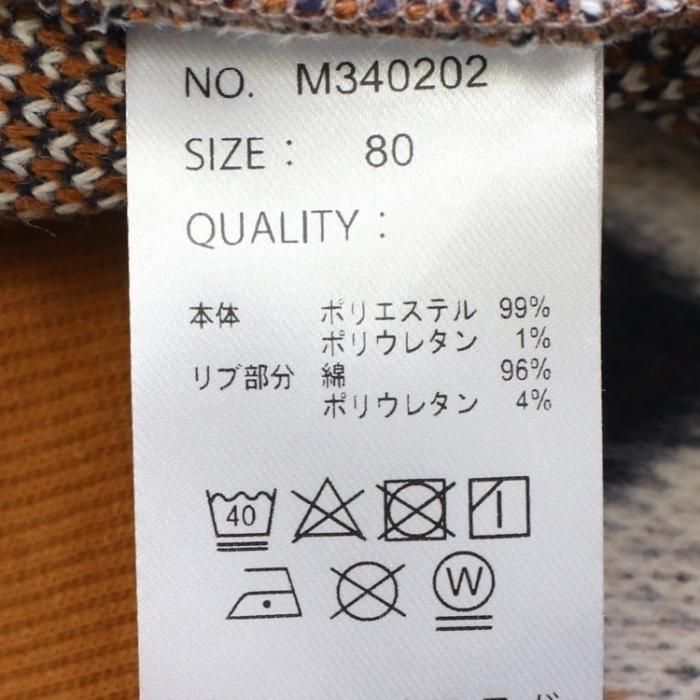 NO. M340202
SIZE : 80
QUALITY :
本体 ポリエステル 99%
ポリウレタン 1%
リブ部分 綿 96%
ポリウレタン 4%
40
W